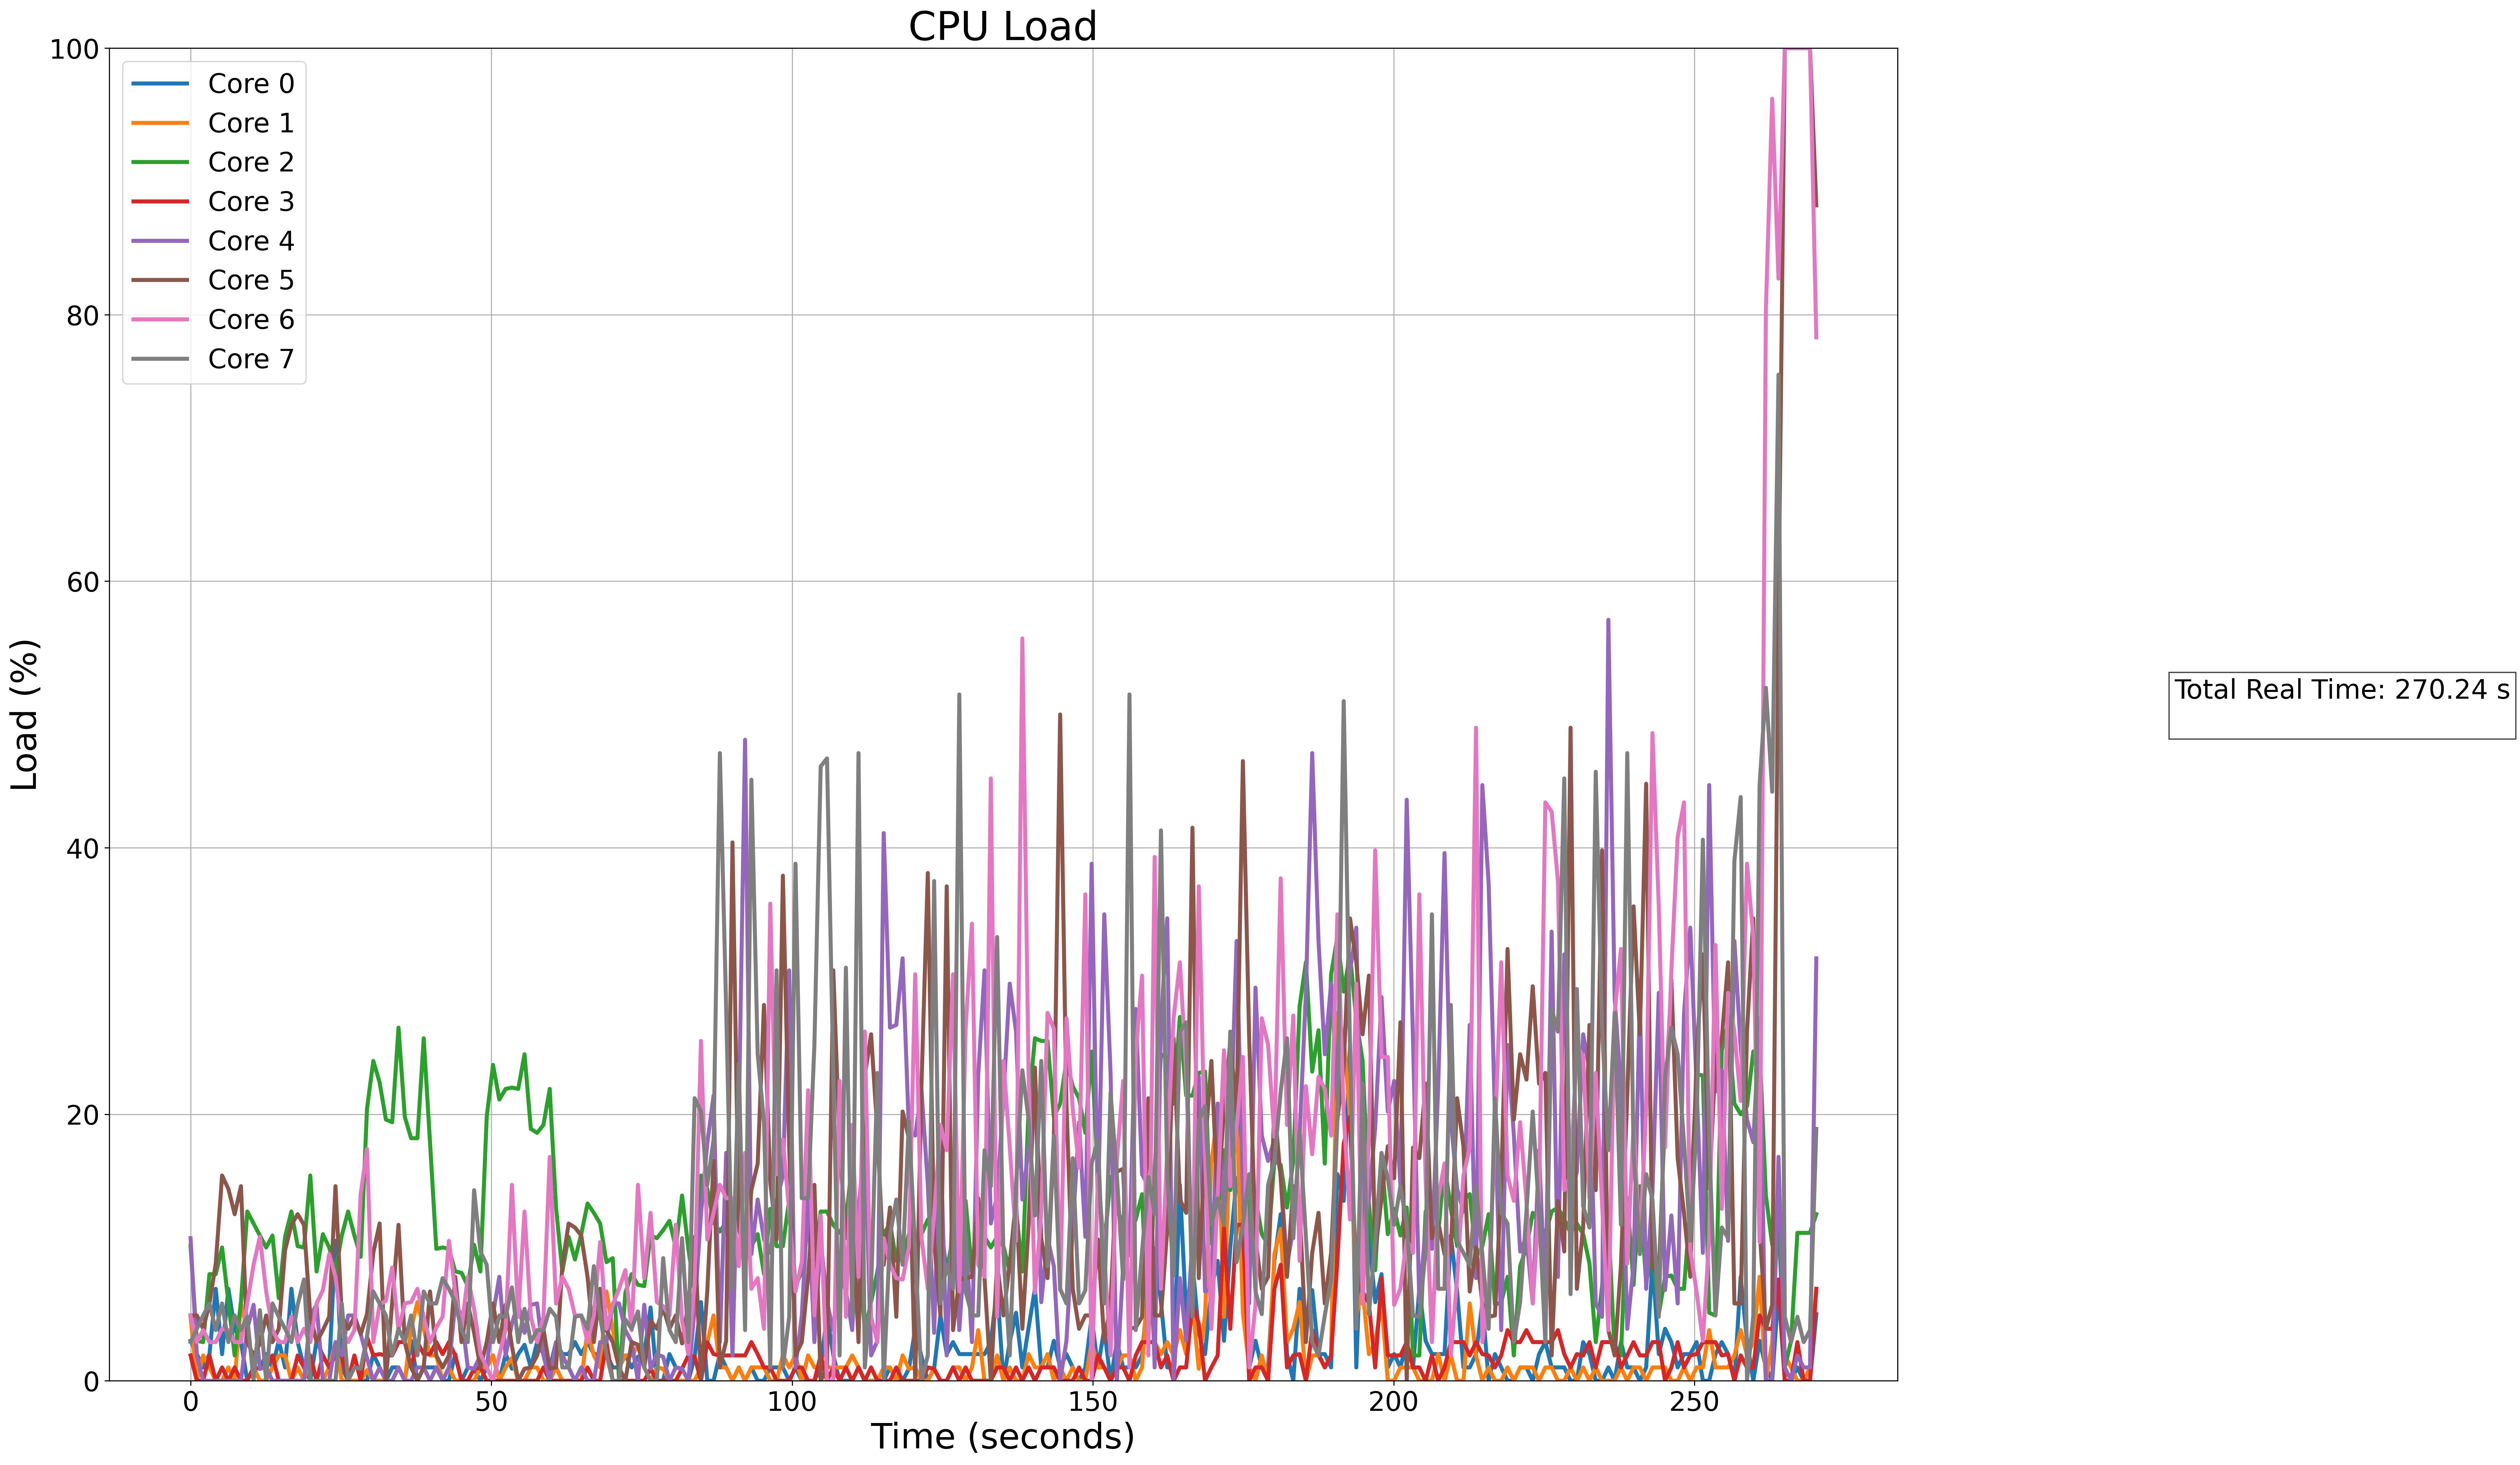 CPU Load
Load (%)
100
80
60
40
20
0
Core 0
Core 1
Core 2
Core 3
Core 4
Core 5
Core 6
Core 7
0 50 100 150 200 250
Time (seconds)
Total Real Time: 270.24 s